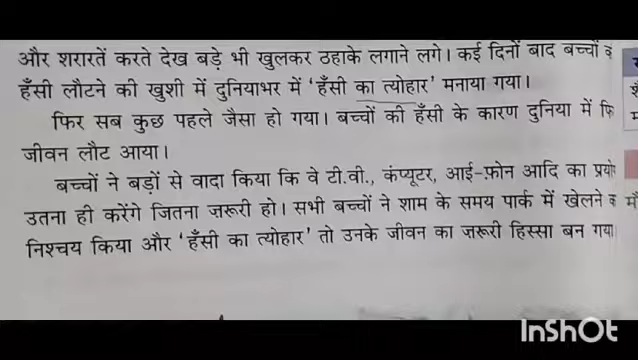 और शरारतें करते देख बड़े भी खुलकर ठहाके लगाने लगे। कई दिनों बाद बच्चों
हँसी लौटने की खुशी में दुनियाभर में ‘हँसी का त्योहार’ मनाया गया।
फिर सब कुछ पहले जैसा हो गया। बच्चों की हँसी के कारण दुनिया में
जीवन लौट आया।
बच्चों ने बड़ों से वादा किया कि वे टी.वी., कंप्यूटर, आई-फ़ोन आदि का
उतना ही करेंगे जितना ज़रूरी हो। सभी बच्चों ने शाम के समय पार्क में खेलने
निश्चय किया और ‘हँसी का त्योहार’ तो उनके जीवन का ज़रूरी हिस्सा बन गया
InShOt